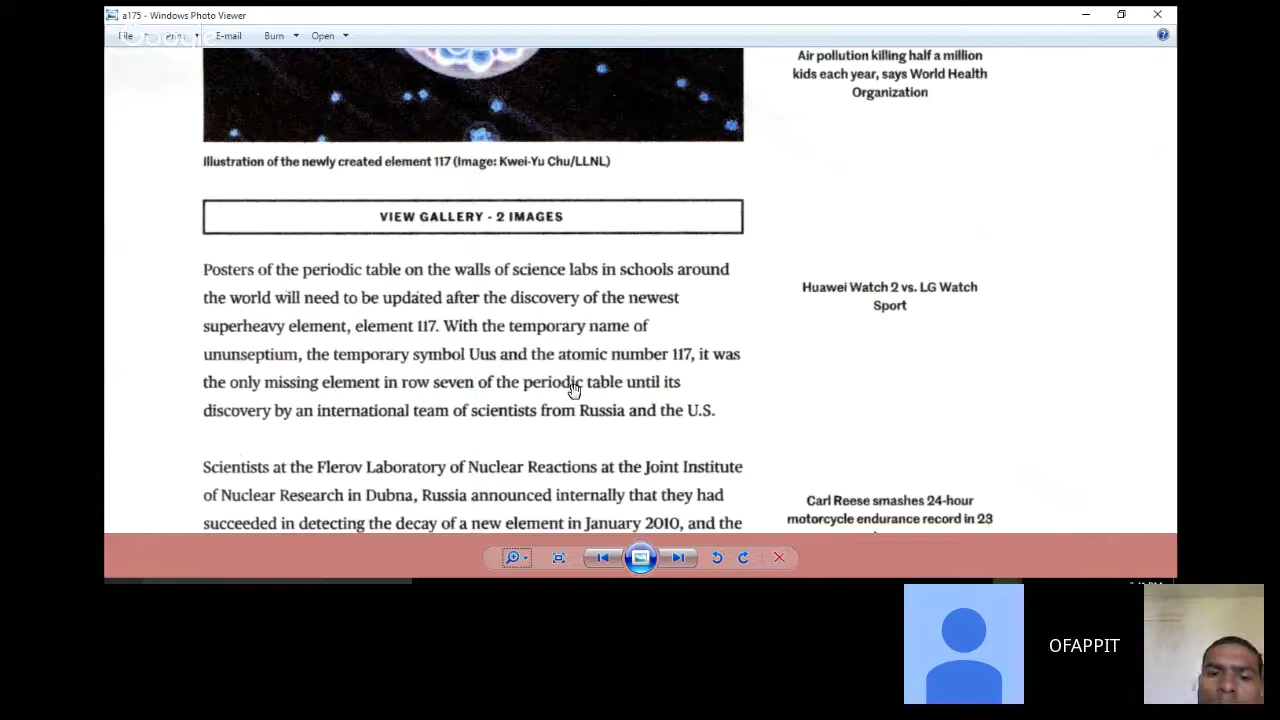 a175 - Windows Photo Viewer
File Print E-mail Burn Open
Google
Air pollution killing half a million
kids each year, says World Health
Organization
Illustration of the newly created element 117 (Image: Kwei-Yu Chu/LLNL)
VIEW GALLERY - 2 IMAGES
Posters of the periodic table on the walls of science labs in schools around
the world will need to be updated after the discovery of the newest
superheavy element, element 117. With the temporary name of
ununseptium, the temporary symbol Uus and the atomic number 117, it was
the only missing element in row seven of the periodic table until its
discovery by an international team of scientists from Russia and the U.S.
Huawei Watch 2 vs. LG Watch
Sport
Scientists at the Flerov Laboratory of Nuclear Reactions at the Joint Institute
of Nuclear Research in Dubna, Russia announced internally that they had
succeeded in detecting the decay of a new element in January 2010, and the
Carl Reese smashes 24-hour
motorcycle endurance record in 23
OFAPPIT